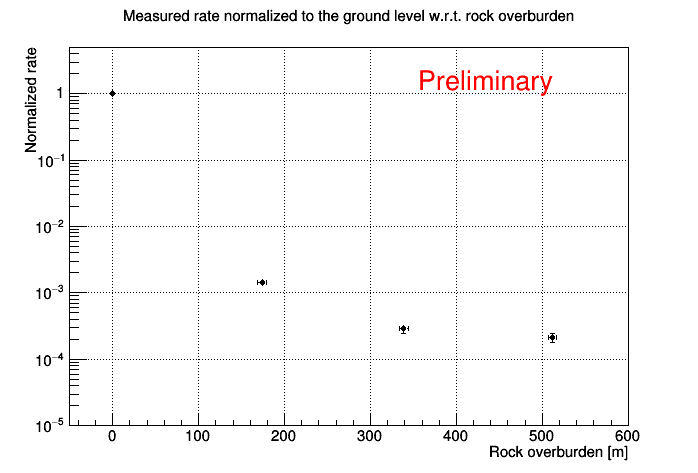 Measured rate normalized to the ground level w.r.t. rock overburden
Normalized rate
Preliminary
1
10⁻¹
10⁻²
10⁻³
10⁻⁴
10⁻⁵
0 100 200 300 400 500 600
Rock overburden [m]